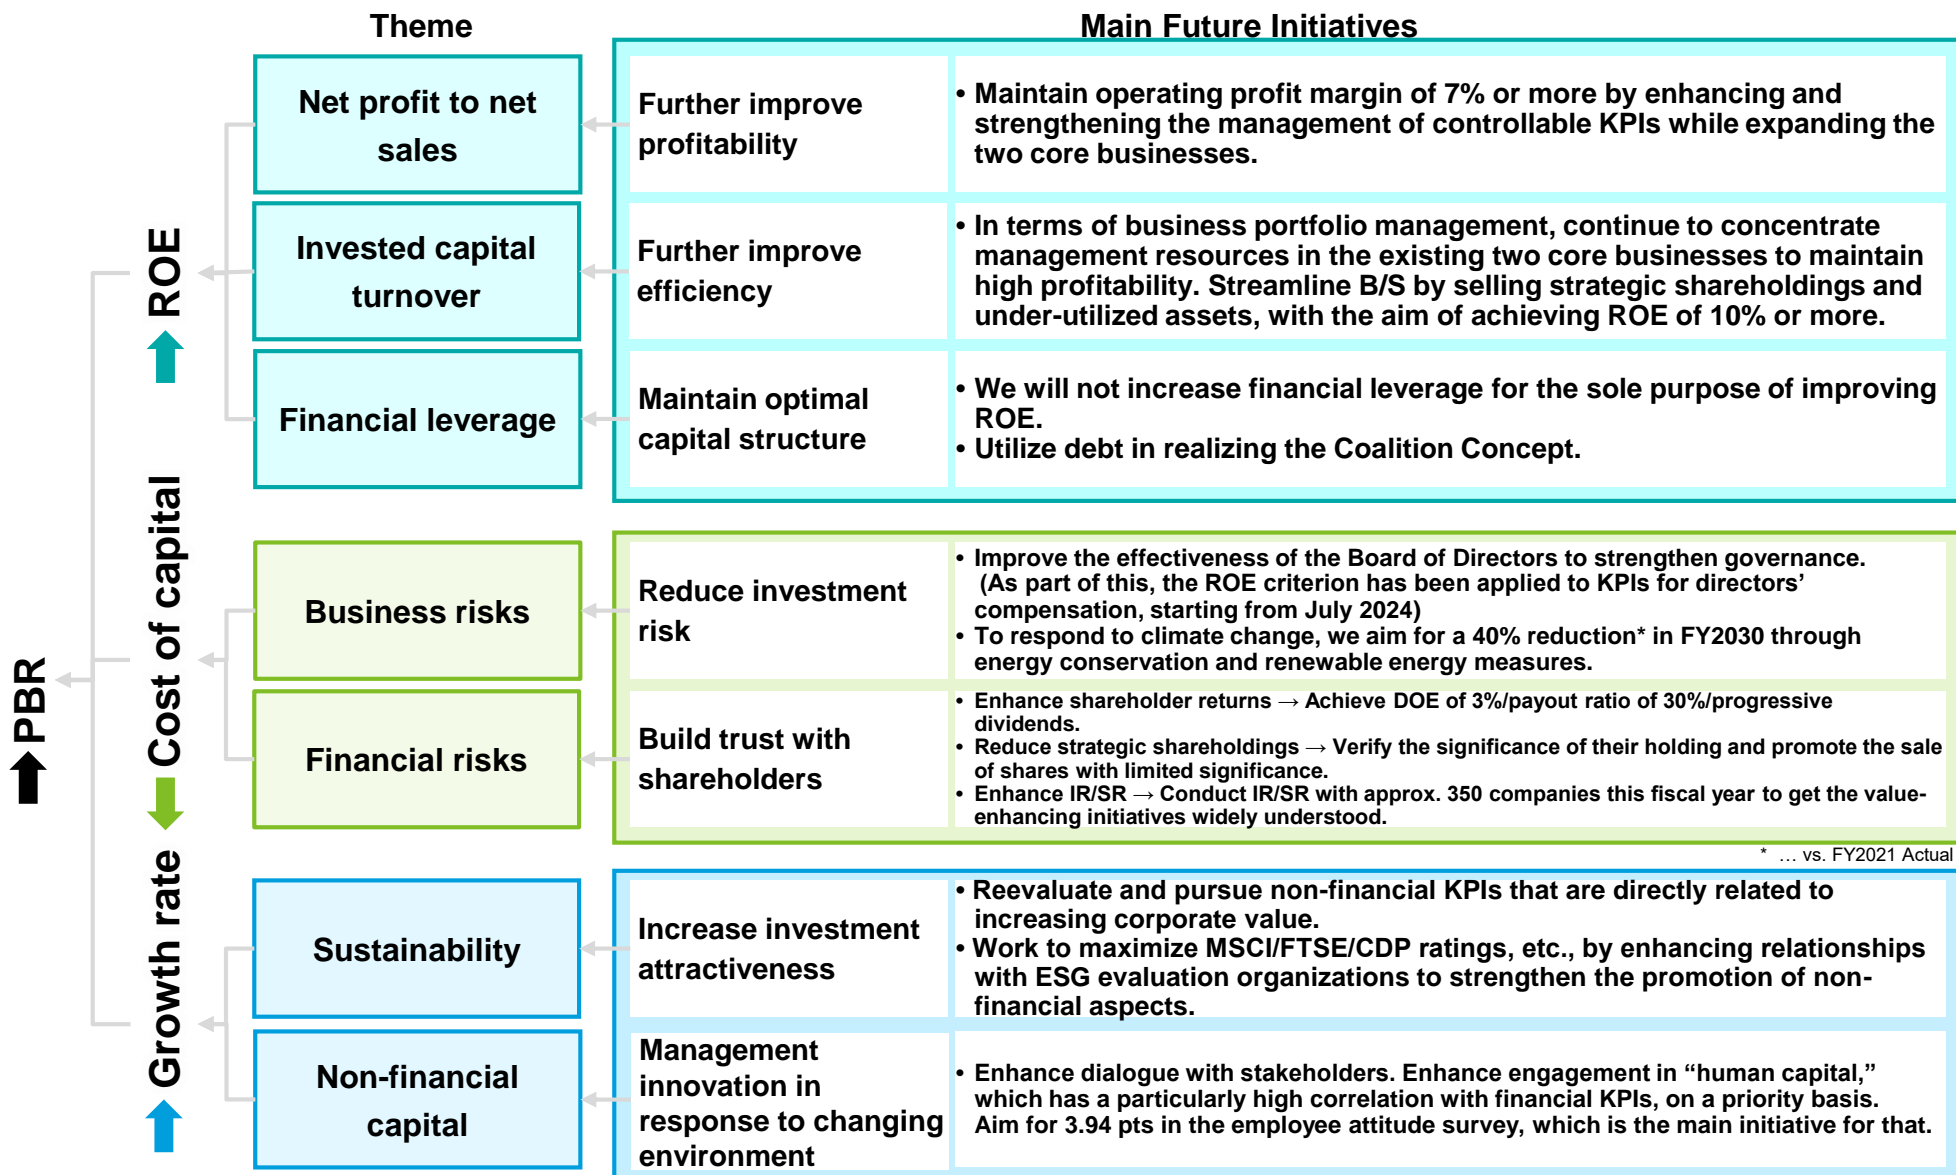 Theme
Main Future Initiatives
PBR
ROE
Net profit to net
sales
Further improve
profitability
• Maintain operating profit margin of 7% or more by enhancing and
strengthening the management of controllable KPIs while expanding the
two core businesses.
Invested capital
turnover
Further improve
efficiency
• In terms of business portfolio management, continue to concentrate
management resources in the existing two core businesses to maintain
high profitability. Streamline B/S by selling strategic shareholdings and
under-utilized assets, with the aim of achieving ROE of 10% or more.
Financial leverage
Maintain optimal
capital structure
• We will not increase financial leverage for the sole purpose of improving
ROE.
• Utilize debt in realizing the Coalition Concept.
Cost of capital
Business risks
Reduce investment
risk
• Improve the effectiveness of the Board of Directors to strengthen governance.
(As part of this, the ROE criterion has been applied to KPIs for directors’
compensation, starting from July 2024)
• To respond to climate change, we aim for a 40% reduction* in FY2030 through
energy conservation and renewable energy measures.
Financial risks
Build trust with
shareholders
• Enhance shareholder returns → Achieve DOE of 3%/payout ratio of 30%/progressive
dividends.
• Reduce strategic shareholdings → Verify the significance of their holding and promote the sale
of shares with limited significance.
• Enhance IR/SR → Conduct IR/SR with approx. 350 companies this fiscal year to get the value-
enhancing initiatives widely understood.
* … vs. FY2021 Actual
Growth rate
Sustainability
Increase investment
attractiveness
• Reevaluate and pursue non-financial KPIs that are directly related to
increasing corporate value.
• Work to maximize MSCI/FTSE/CDP ratings, etc., by enhancing relationships
with ESG evaluation organizations to strengthen the promotion of non-
financial aspects.
Non-financial
capital
Management
innovation in
response to changing
environment
• Enhance dialogue with stakeholders. Enhance engagement in “human capital,”
which has a particularly high correlation with financial KPIs, on a priority basis.
Aim for 3.94 pts in the employee attitude survey, which is the main initiative for that.